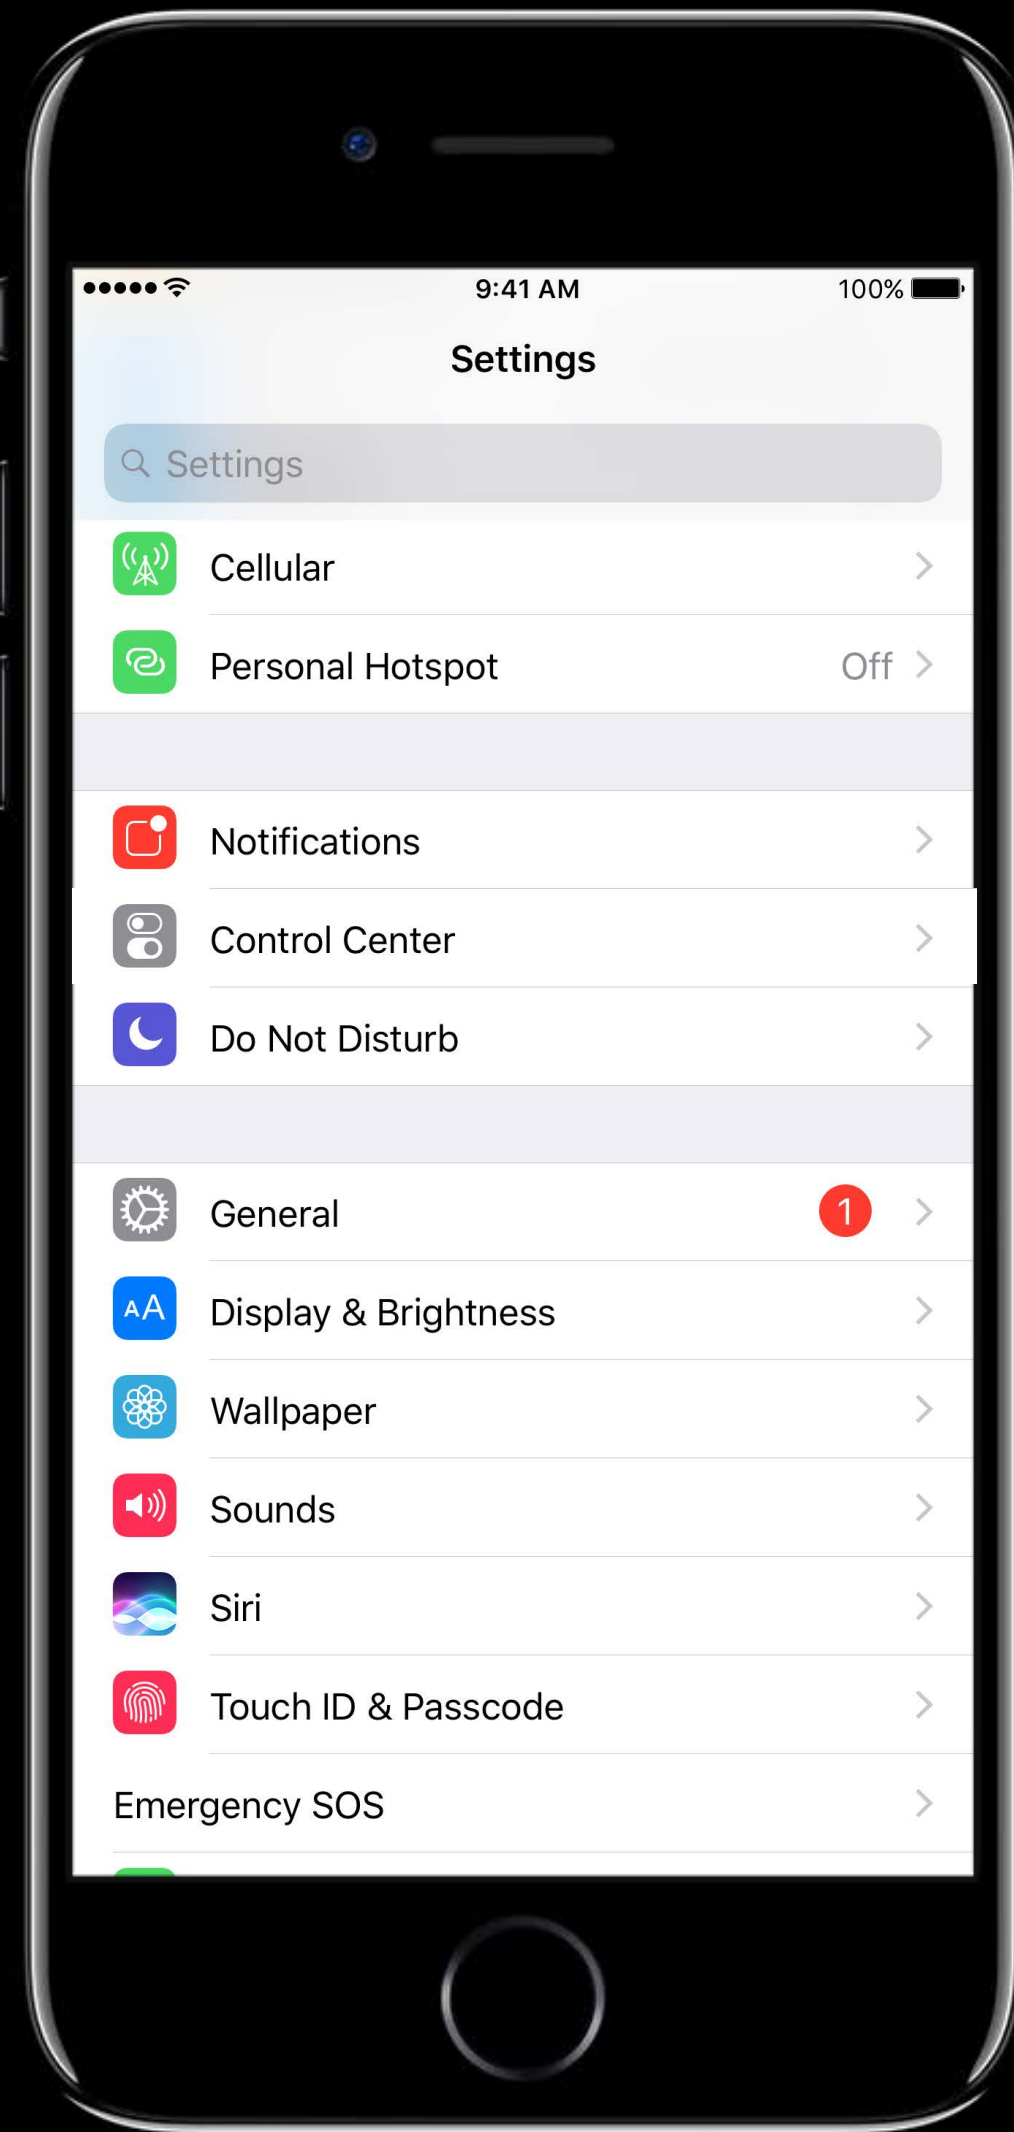 9:41 AM 100%
Settings
Settings
Cellular
Personal Hotspot Off
Notifications
Control Center
Do Not Disturb
General 1
AA Display & Brightness
Wallpaper
Sounds
Siri
Touch ID & Passcode
Emergency SOS